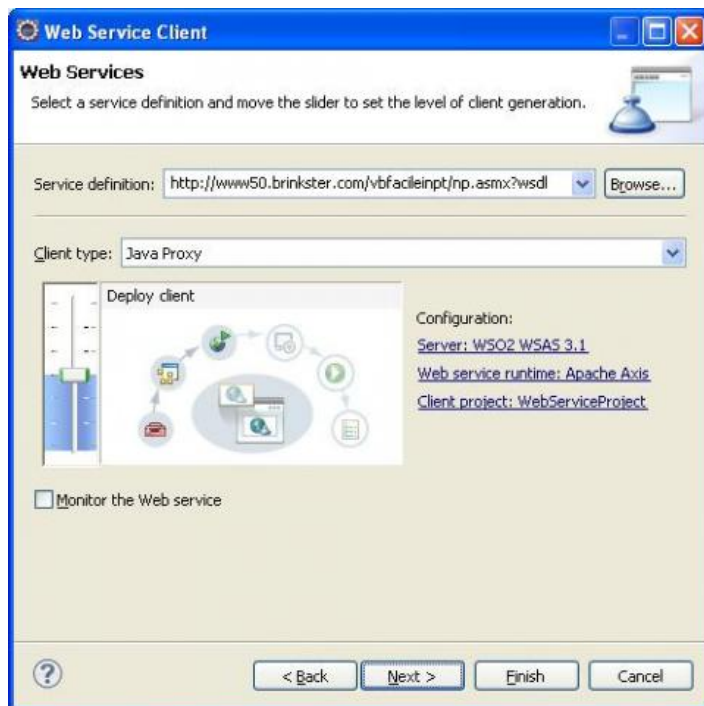 Web Service Client
Web Services
Select a service definition and move the slider to set the level of client generation.
Service definition: http://www50.brinkster.com/vbfacileinpt/np.asmx?wsdl Browse...
Client type: Java Proxy
Deploy client
Configuration:
Server: WSO2 WSAS 3.1
Web service runtime: Apache Axis
Client project: WebServiceProject
Monitor the Web service
? < Back Next > Finish Cancel